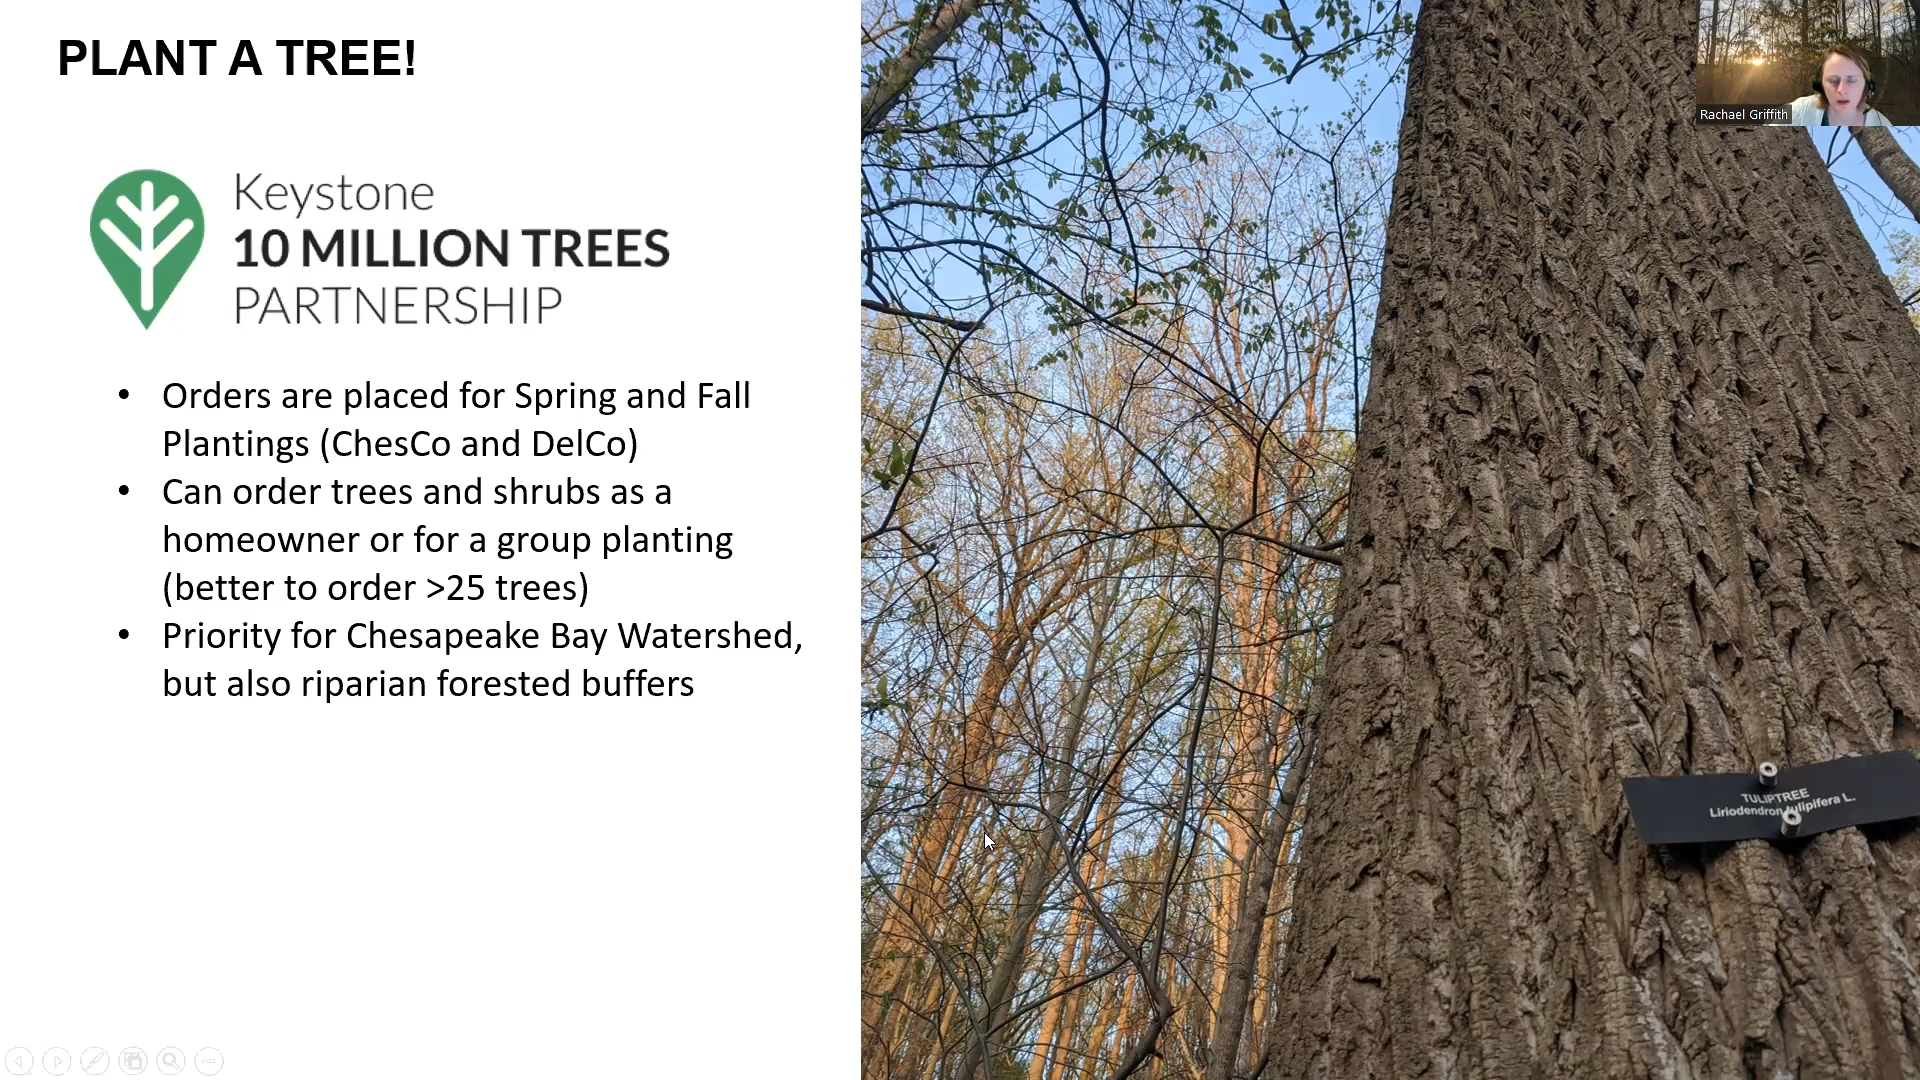 PLANT A TREE!
Keystone
10 MILLION TREES
PARTNERSHIP
• Orders are placed for Spring and Fall
Plantings (ChesCo and DelCo)
• Can order trees and shrubs as a
homeowner or for a group planting
(better to order >25 trees)
• Priority for Chesapeake Bay Watershed,
but also riparian forested buffers
Rachael Griffith
TULIPTREE
Liriodendron tulipifera L.